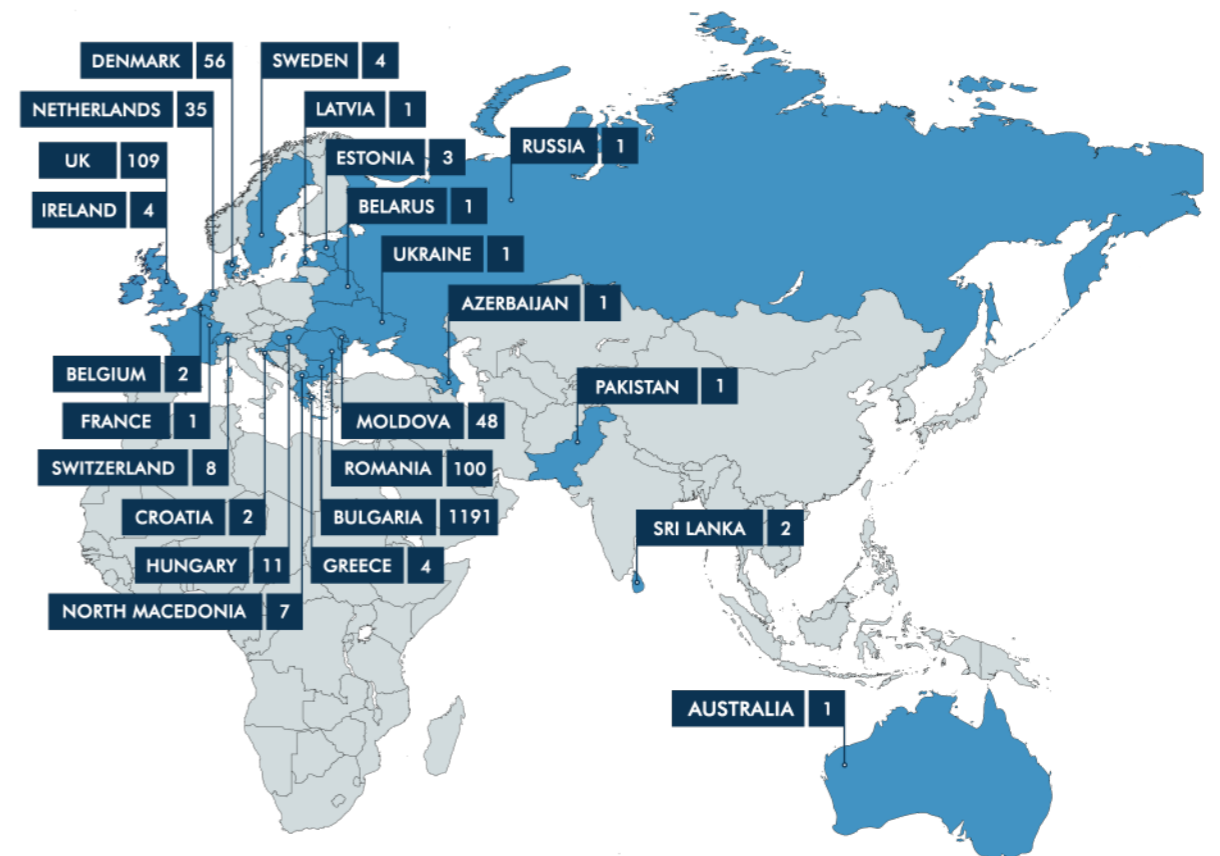 DENMARK 56
SWEDEN 4
NETHERLANDS 35
LATVIA 1
UK 109
ESTONIA 3
RUSSIA 1
IRELAND 4
BELARUS 1
UKRAINE 1
AZERBAIJAN 1
BELGIUM 2
PAKISTAN 1
FRANCE 1
MOLDOVA 48
SWITZERLAND 8
ROMANIA 100
CROATIA 2
BULGARIA 1191
SRI LANKA 2
HUNGARY 11
GREECE 4
NORTH MACEDONIA 7
AUSTRALIA 1